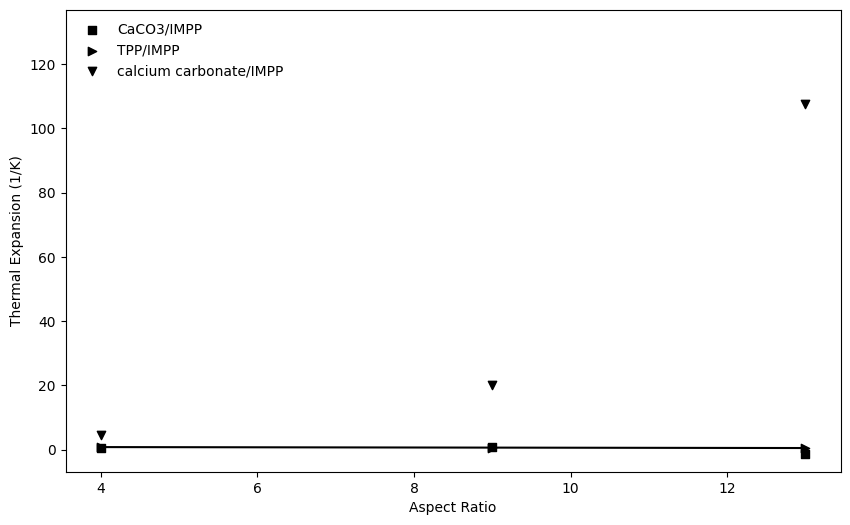 CaCO3/IMPP
TPP/IMPP
calcium carbonate/IMPP
120
100
80
60
40
20
0
Thermal Expansion (1/K)
4 6 8 10 12
Aspect Ratio